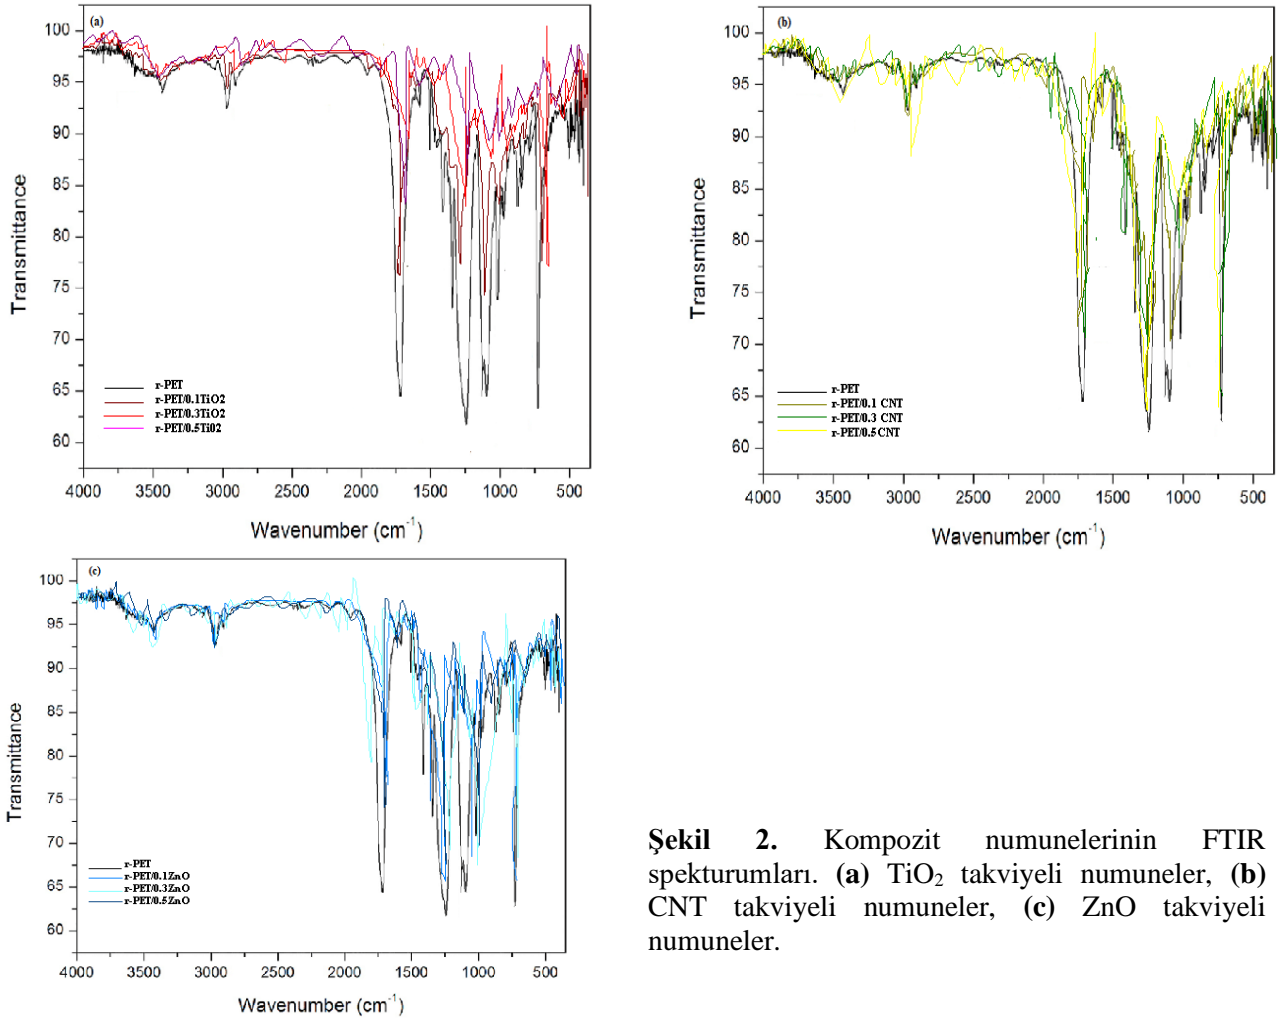 (a)
100
95
90
85
80
75
70
65
60
Transmittance
r-PET
r-PET/0.1TiO2
r-PET/0.3TiO2
r-PET/0.5Ti02
4000 3500 3000 2500 2000 1500 1000 500
Wavenumber (cm-1)
(b)
100
95
90
85
80
75
70
65
60
Transmittance
r-PET
r-PET/0.1 CNT
r-PET/0.3 CNT
r-PET/0.5 CNT
4000 3500 3000 2500 2000 1500 1000 500
Wavenumber (cm-1)
(c)
100
95
90
85
80
75
70
65
60
Transmittance
r-PET
r-PET/0.1ZnO
r-PET/0.3ZnO
r-PET/0.5ZnO
4000 3500 3000 2500 2000 1500 1000 500
Wavenumber (cm-1)
Şekil 2. Kompozit numunelerinin FTIR
spekturumları. (a) TiO2 takviyeli numuneler, (b)
CNT takviyeli numuneler, (c) ZnO takviyeli
numuneler.